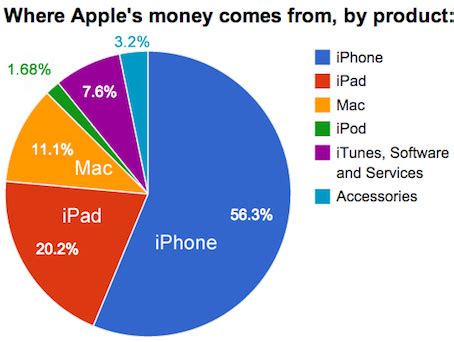 Where Apple's money comes from, by product:
3.2%
1.68%
7.6%
11.1%
Mac
iPad
20.2%
56.3%
iPhone
iPhone
iPad
Mac
iPod
iTunes, Software
and Services
Accessories